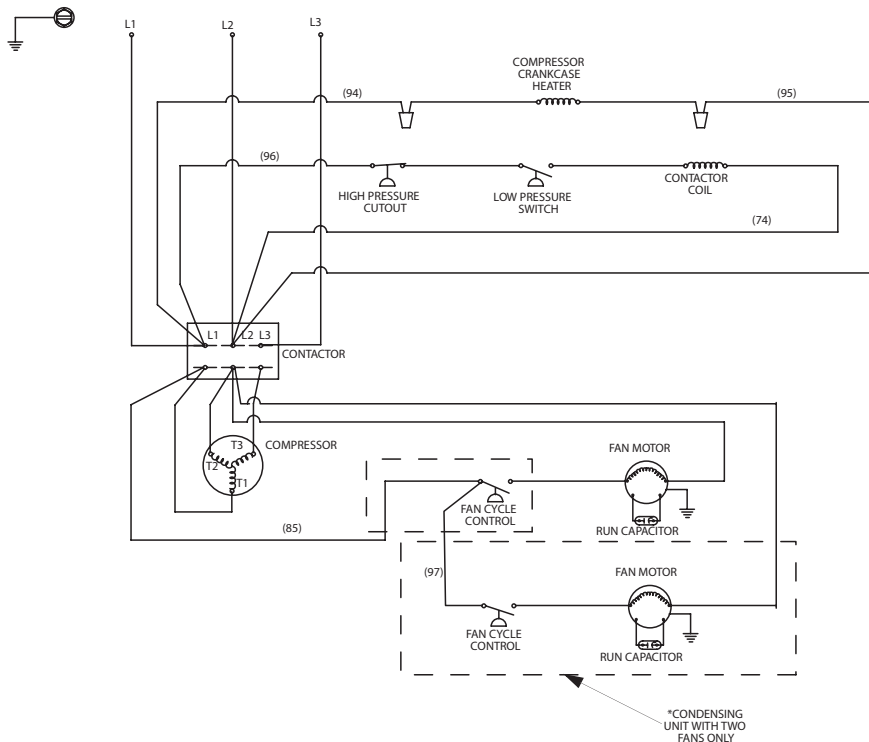 L1
L2
L3
COMPRESSOR
CRANKCASE
HEATER
(94)
(95)
(96)
HIGH PRESSURE
CUTOUT
LOW PRESSURE
SWITCH
CONTACTOR
COIL
(74)
L1
L2
L3
CONTACTOR
T3
COMPRESSOR
T2
T1
FAN MOTOR
FAN CYCLE
CONTROL
RUN CAPACITOR
(85)
(97)
FAN MOTOR
FAN CYCLE
CONTROL
RUN CAPACITOR
*CONDENSING
UNIT WITH TWO
FANS ONLY